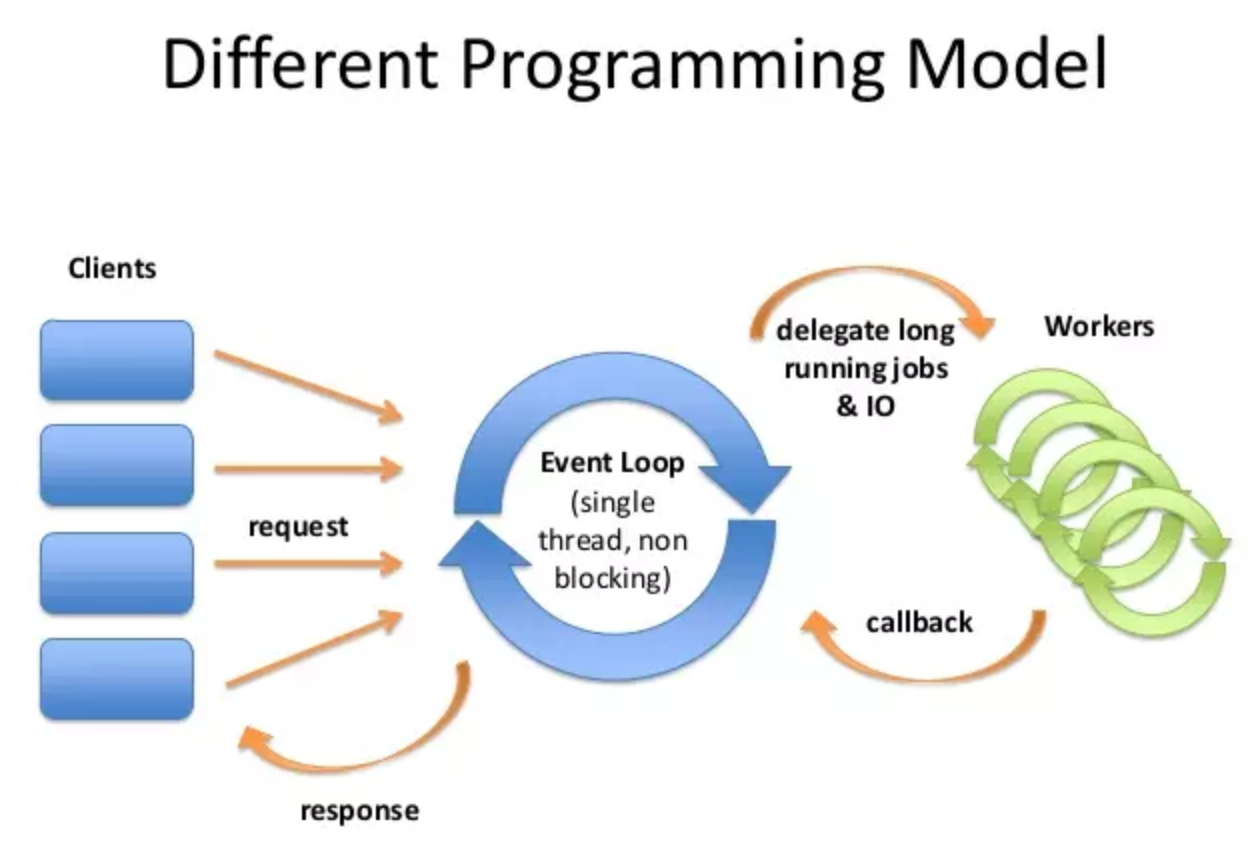 Different Programming Model
Clients
request
response
Event Loop
(single
thread, non
blocking)
delegate long
running jobs
& IO
callback
Workers